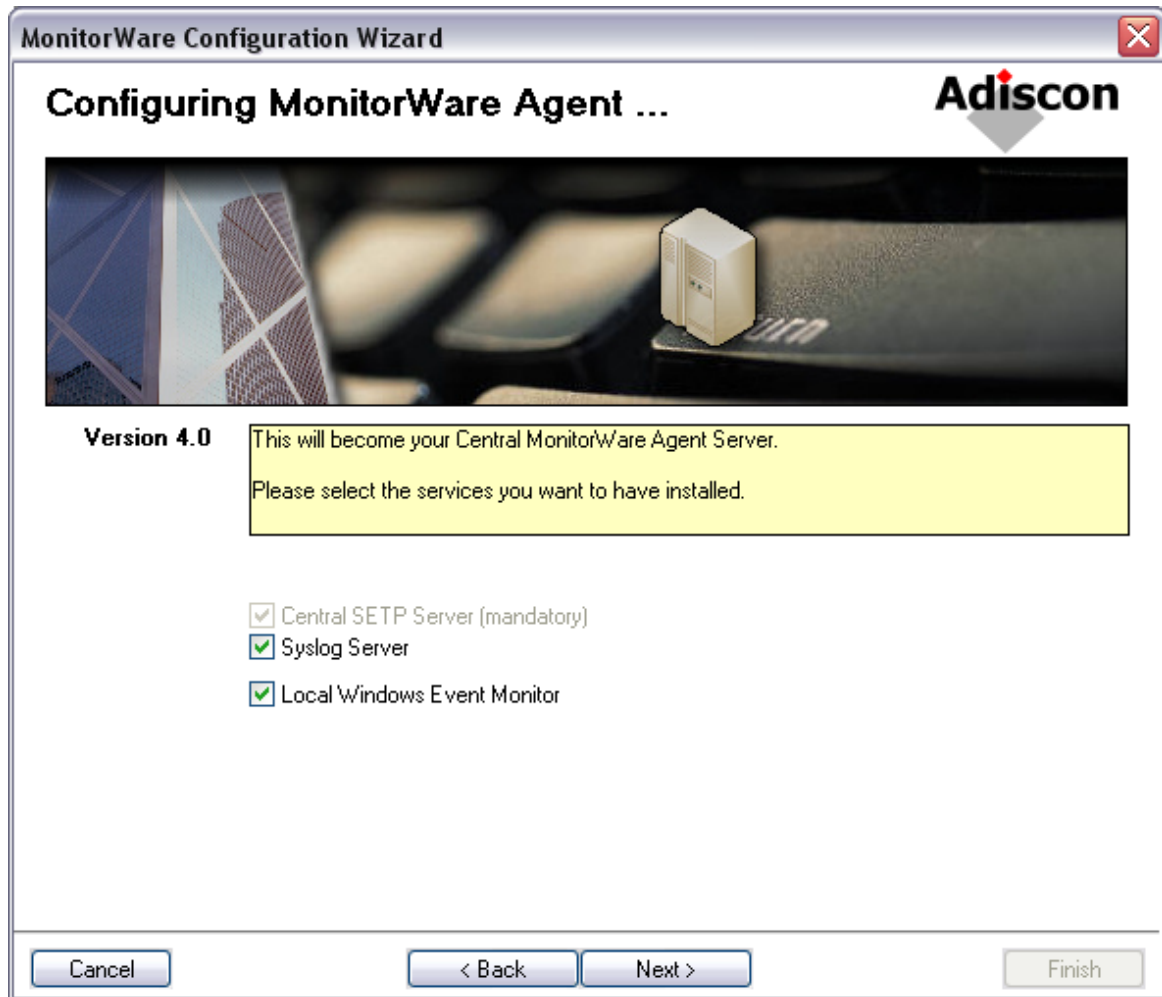 MonitorWare Configuration Wizard
Configuring MonitorWare Agent ...
Adiscon
urn
Version 4.0
This will become your Central MonitorWare Agent Server.
Please select the services you want to have installed.
Central SETP Server (mandatory)
Syslog Server
Local Windows Event Monitor
Cancel
< Back
Next >
Finish